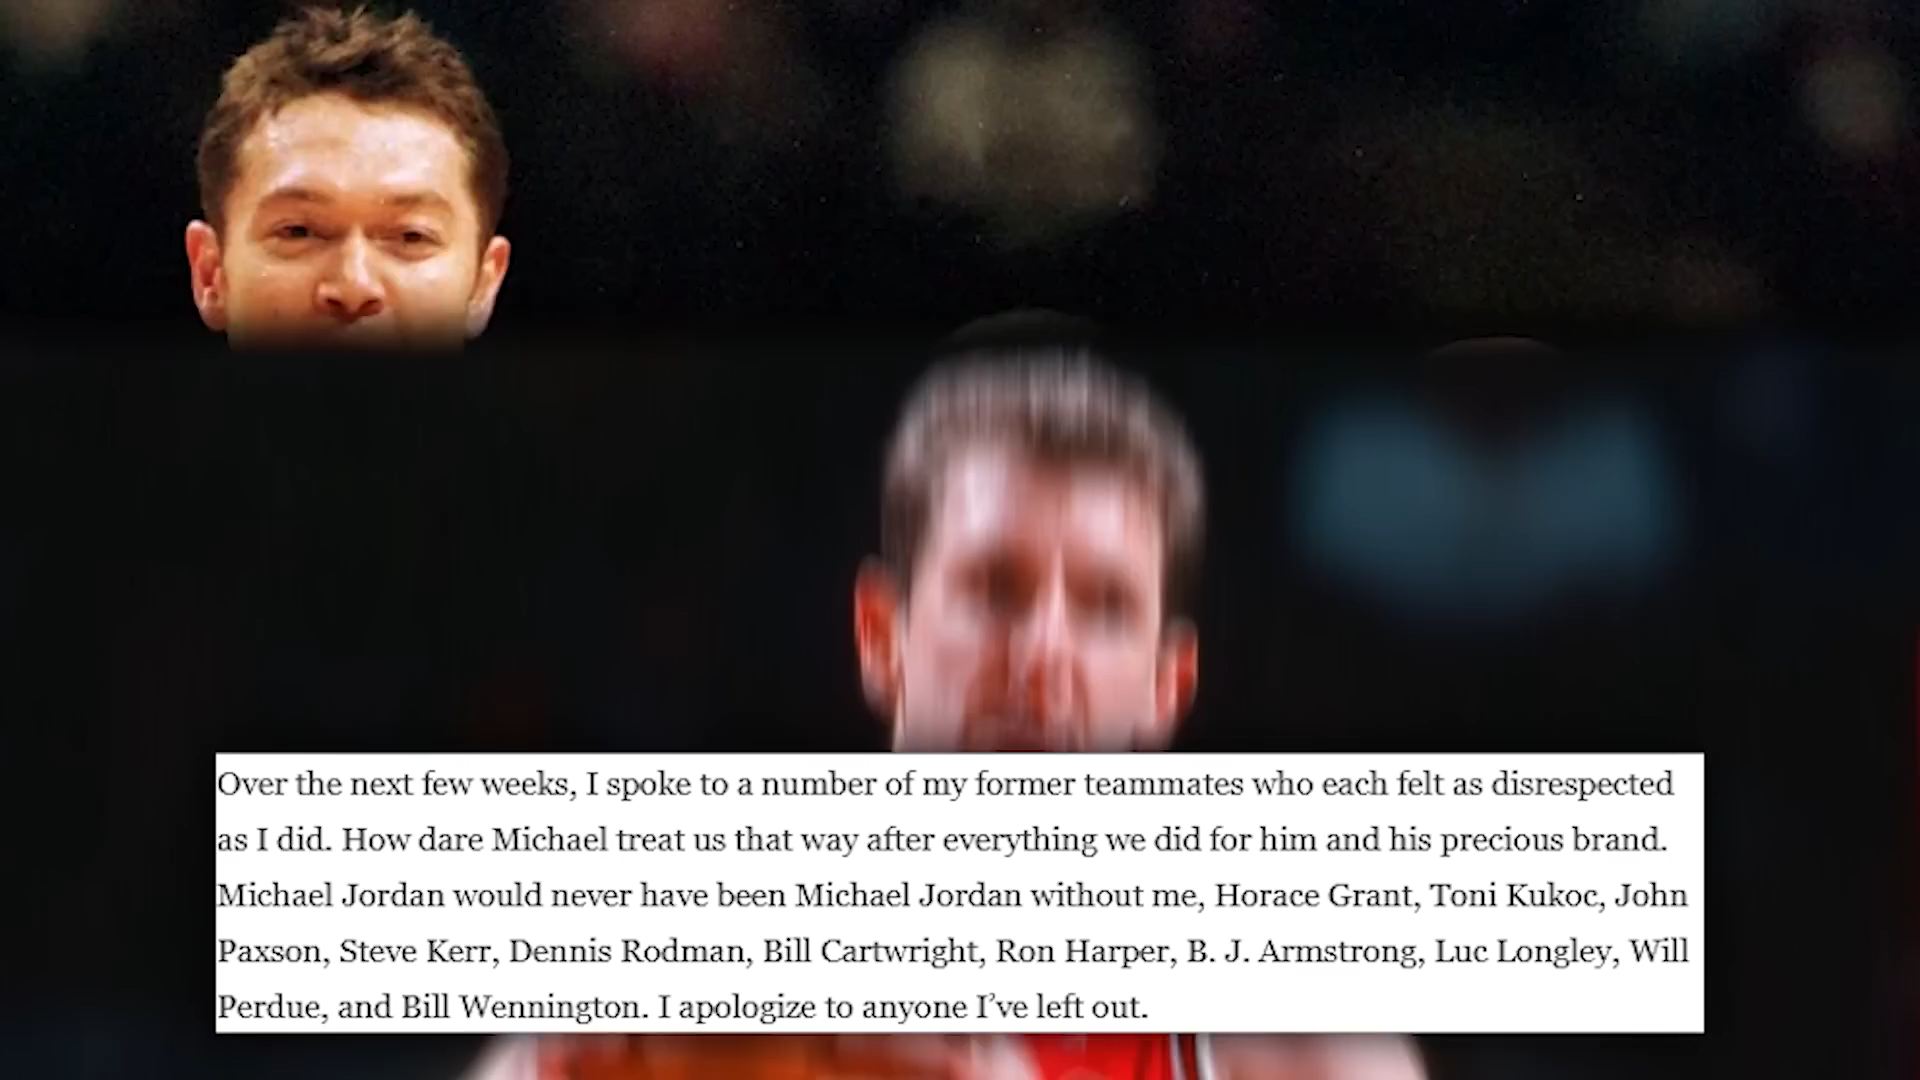 Over the next few weeks, I spoke to a number of my former teammates who each felt as disrespected
as I did. How dare Michael treat us that way after everything we did for him and his precious brand.
Michael Jordan would never have been Michael Jordan without me, Horace Grant, Toni Kukoc, John
Paxson, Steve Kerr, Dennis Rodman, Bill Cartwright, Ron Harper, B. J. Armstrong, Luc Longley, Will
Perdue, and Bill Wennington. I apologize to anyone I’ve left out.